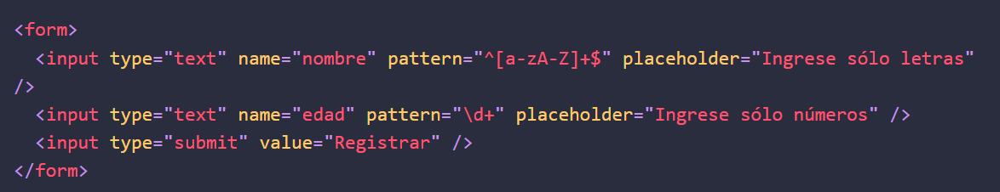 <form>
  <input type="text" name="nombre" pattern="^[a-zA-Z]+$" placeholder="Ingrese sólo letras"
/>
  <input type="text" name="edad" pattern="\d+" placeholder="Ingrese sólo números" />
  <input type="submit" value="Registrar" />
</form>